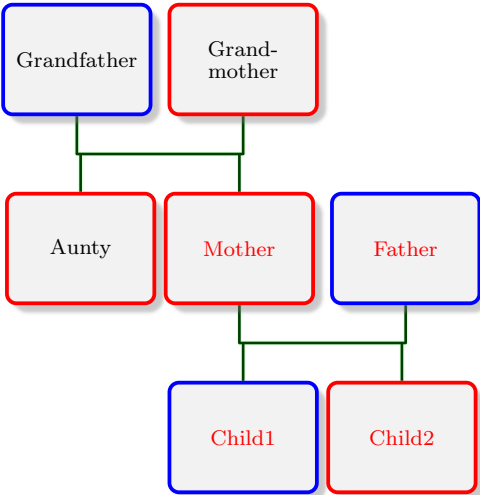 Grandfather
Grand-
mother
Aunty
Mother
Father
Child1
Child2